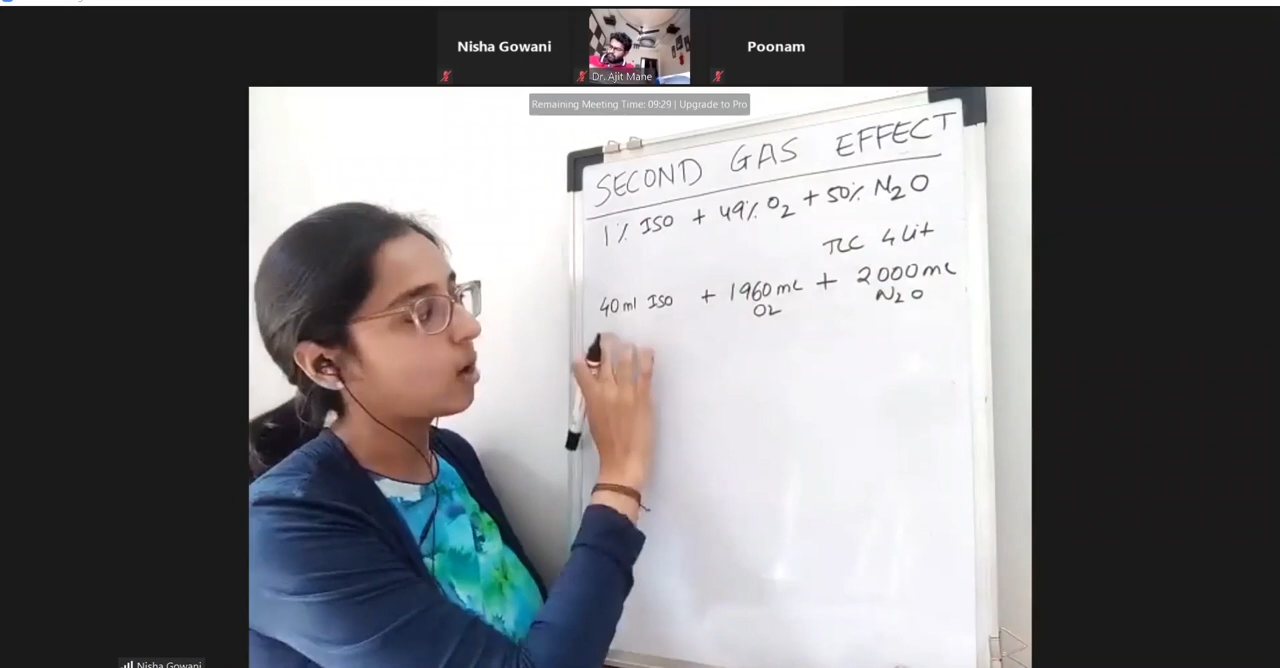 Nisha Gowani
Dr. Ajit Mane
Poonam
Remaining Meeting Time: 09:29 | Upgrade to Pro
SECOND GAS EFFECT
1% ISO + 49% O2 + 50% N2O
TLC 4 Lit
40 ml ISO + 1960 mL + 2000 mL
O2 N2O
Nisha Gowani